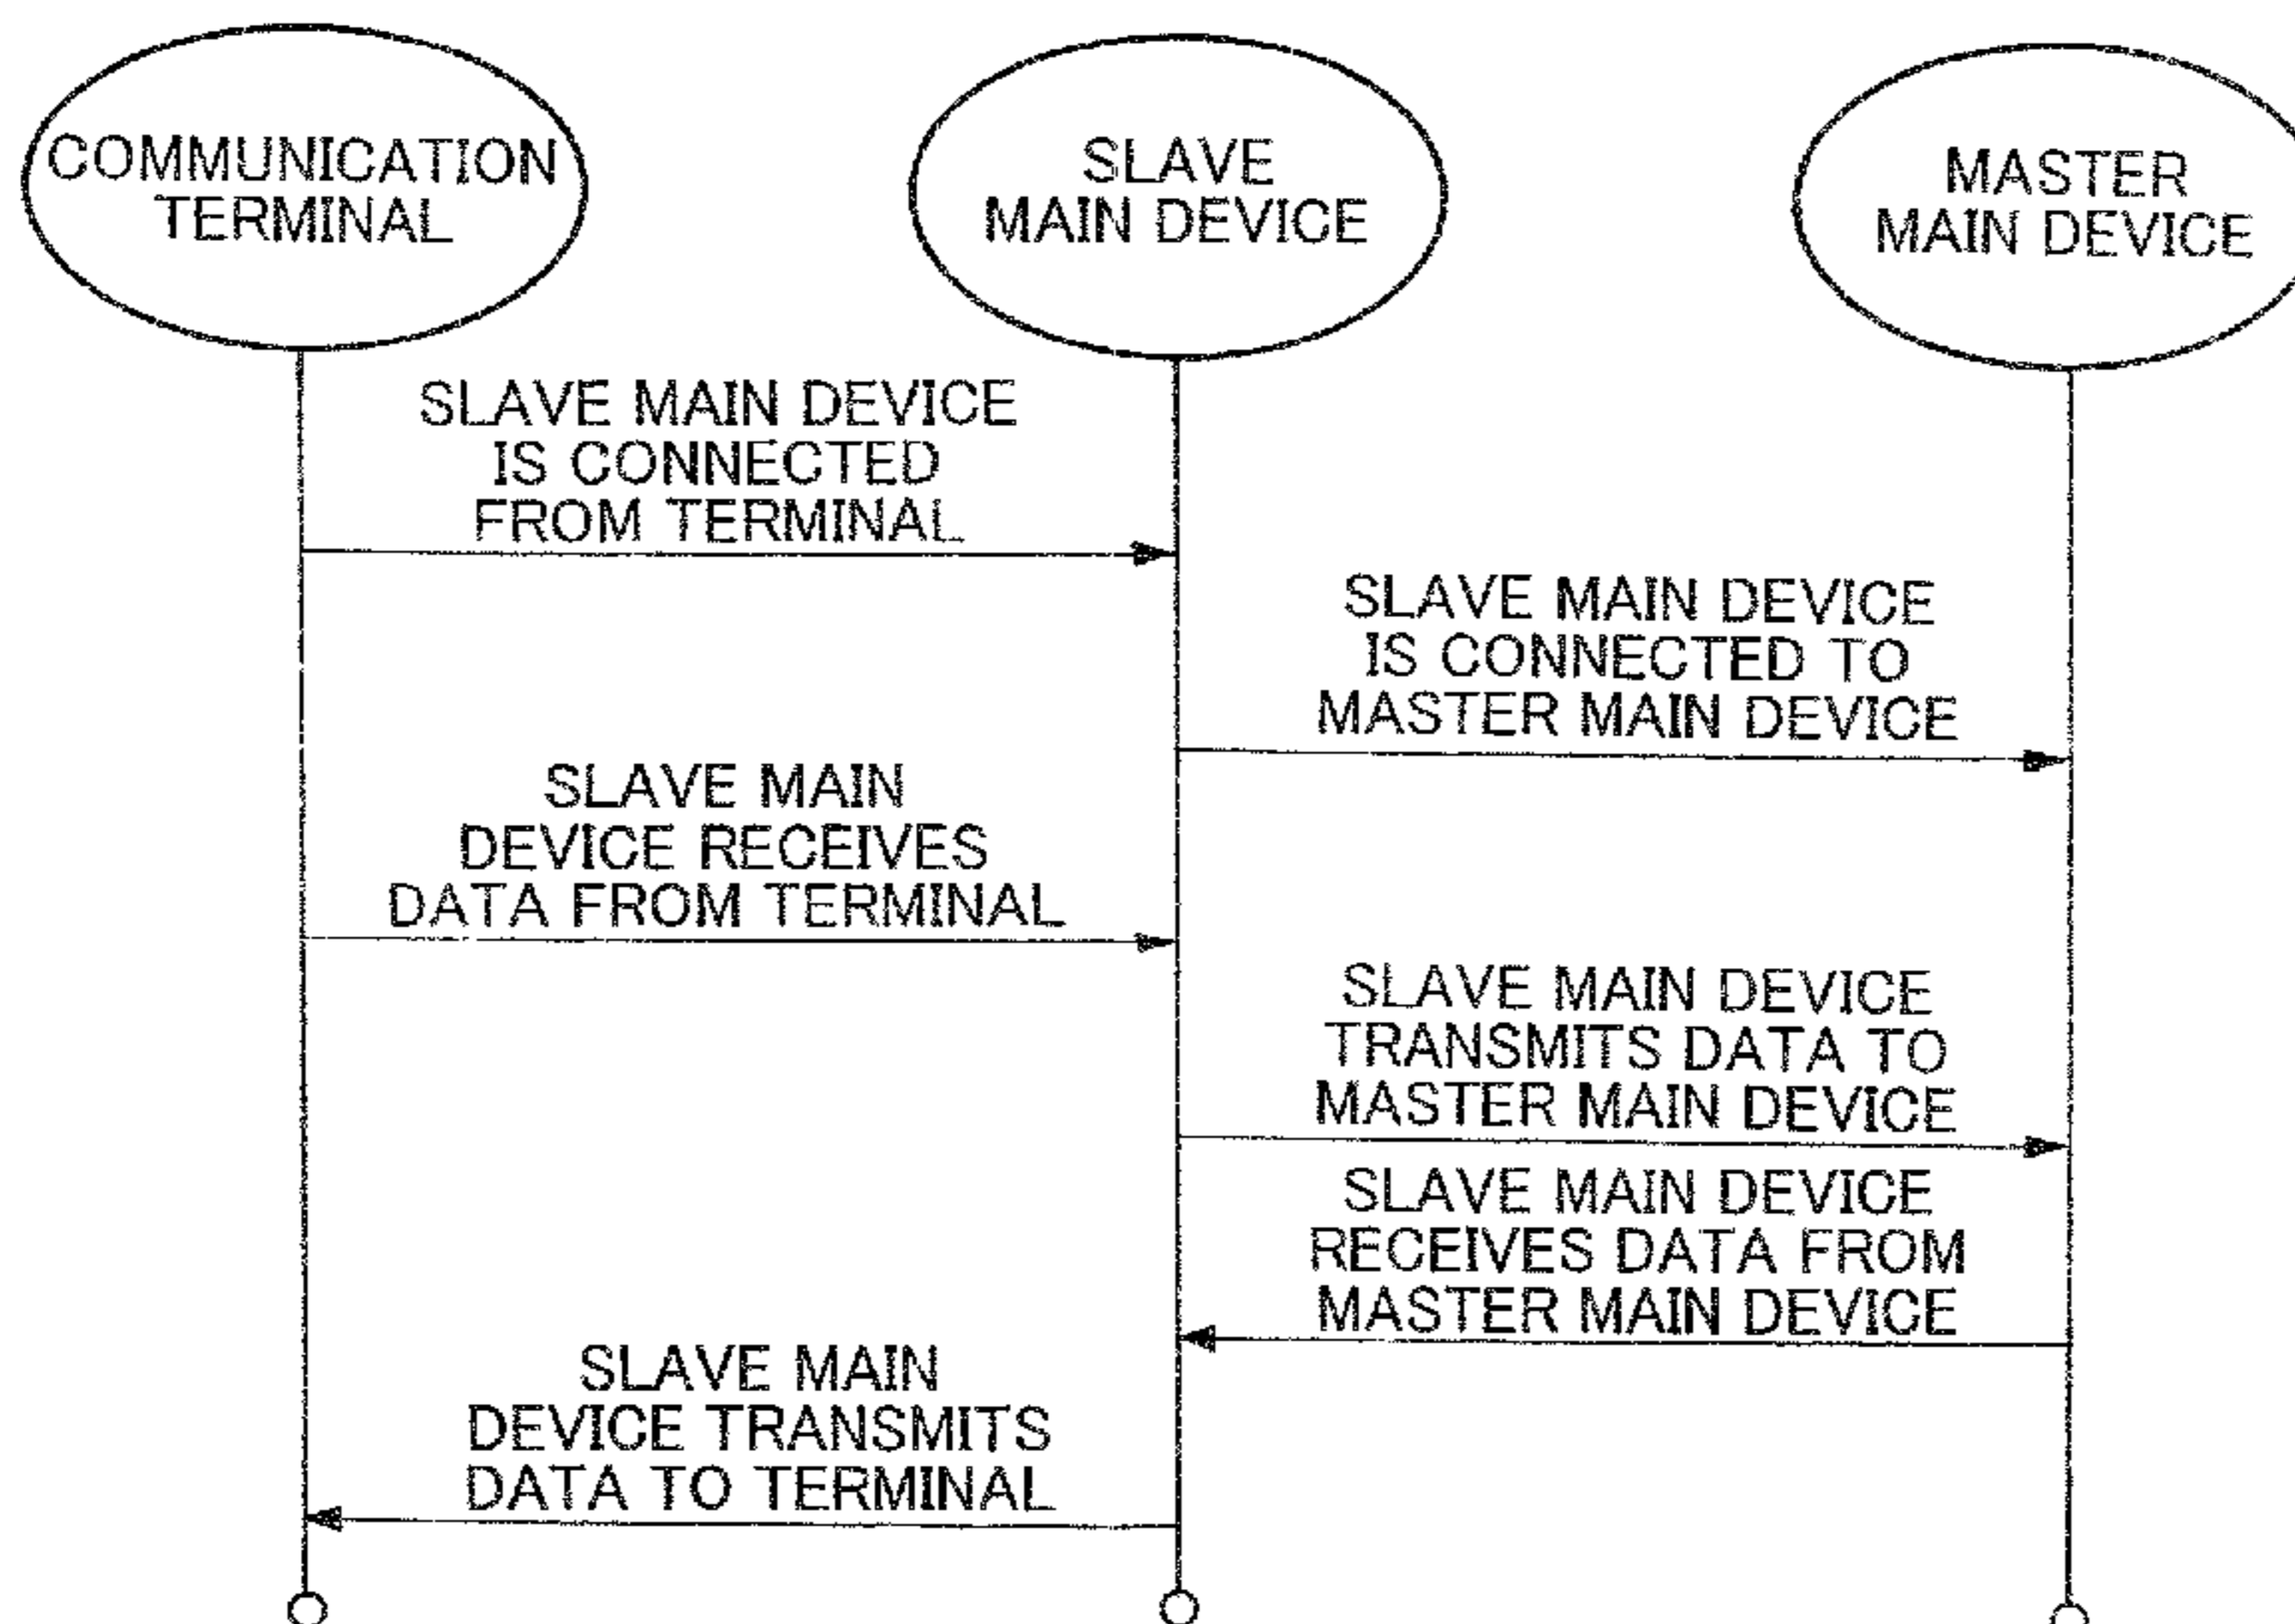 COMMUNICATION
TERMINAL
SLAVE
MAIN DEVICE
MASTER
MAIN DEVICE
SLAVE MAIN DEVICE
IS CONNECTED
FROM TERMINAL
SLAVE MAIN DEVICE
IS CONNECTED TO
MASTER MAIN DEVICE
SLAVE MAIN
DEVICE RECEIVES
DATA FROM TERMINAL
SLAVE MAIN DEVICE
TRANSMITS DATA TO
MASTER MAIN DEVICE
SLAVE MAIN DEVICE
RECEIVES DATA FROM
MASTER MAIN DEVICE
SLAVE MAIN
DEVICE TRANSMITS
DATA TO TERMINAL